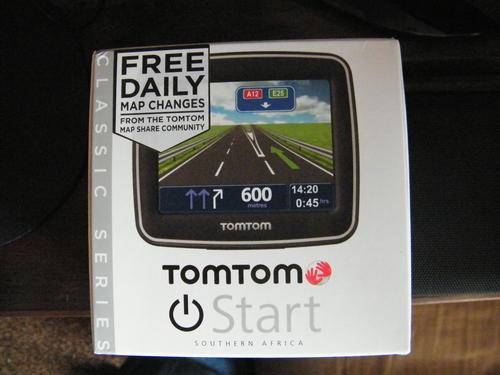 CLASSIC SERIES
FREE
DAILY
MAP CHANGES
FROM THE TOMTOM
MAP SHARE COMMUNITY
A12 E25
600
metres
14:20
0:45 hrs
TOMTOM
TOMTOM
Start
SOUTHERN AFRICA